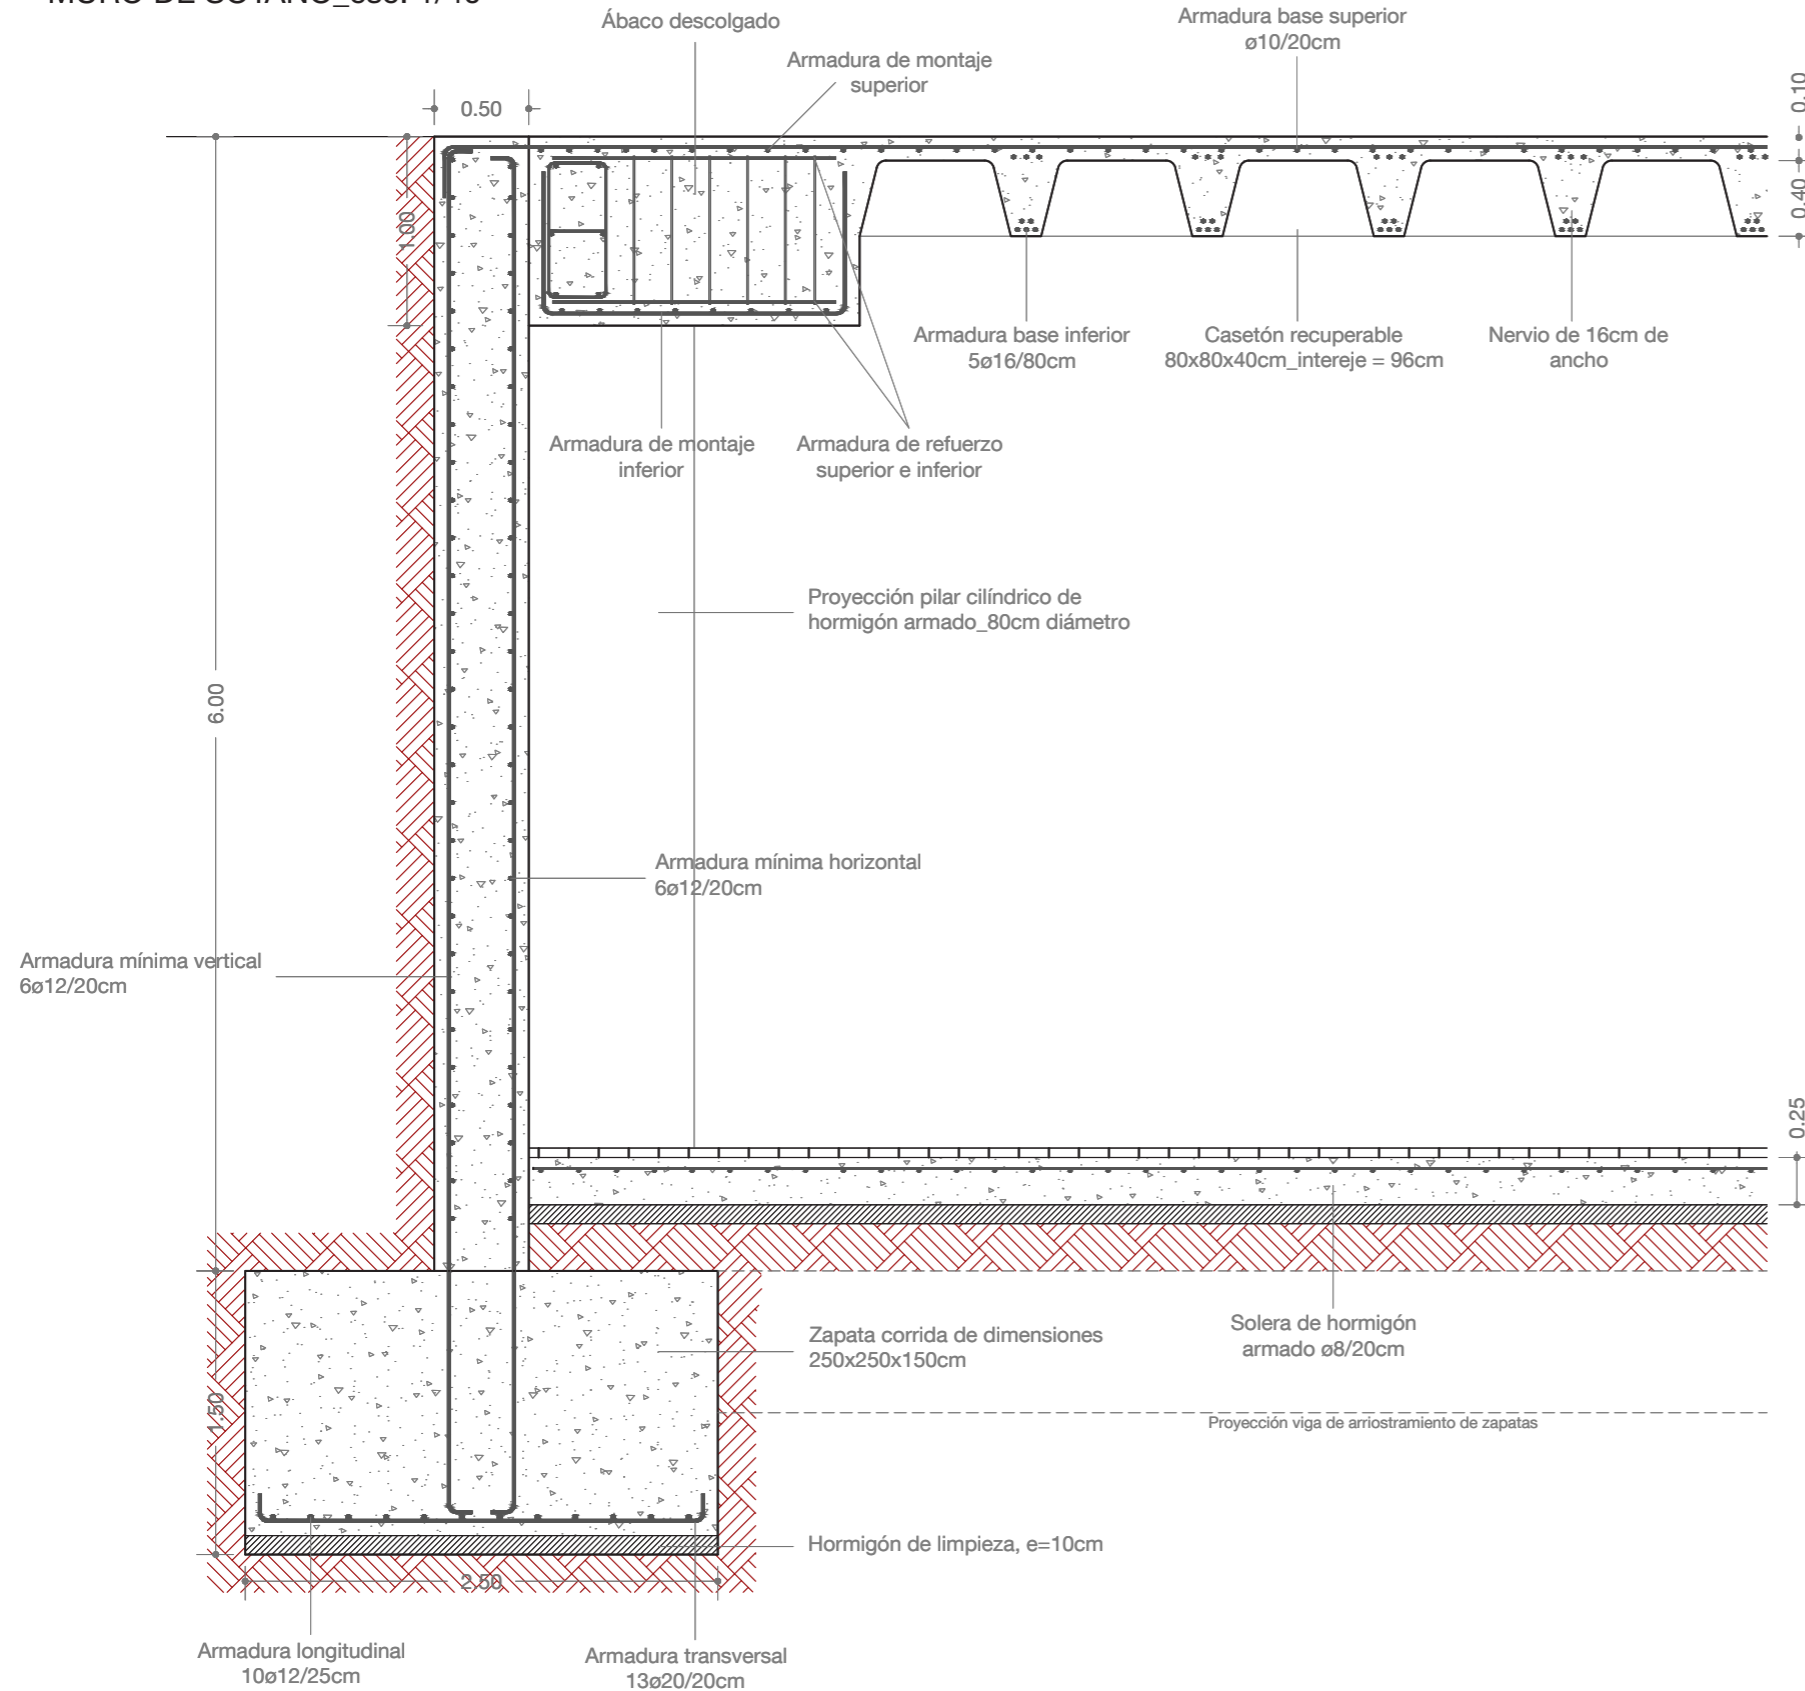 Ábaco descolgado
Armadura base superior
ø10/20cm
Armadura de montaje
superior
0.50
0.10
0.40
1.00
Armadura base inferior
5ø16/80cm
Casetón recuperable
80x80x40cm_intereje = 96cm
Nervio de 16cm de
ancho
Armadura de montaje
inferior
Armadura de refuerzo
superior e inferior
Proyección pilar cilíndrico de
hormigón armado_80cm diámetro
6.00
Armadura mínima horizontal
6ø12/20cm
Armadura mínima vertical
6ø12/20cm
0.25
Solera de hormigón
armado ø8/20cm
Zapata corrida de dimensiones
250x250x150cm
1.50
Proyección viga de arriostramiento de zapatas
Hormigón de limpieza, e=10cm
2.50
Armadura longitudinal
10ø12/25cm
Armadura transversal
13ø20/20cm